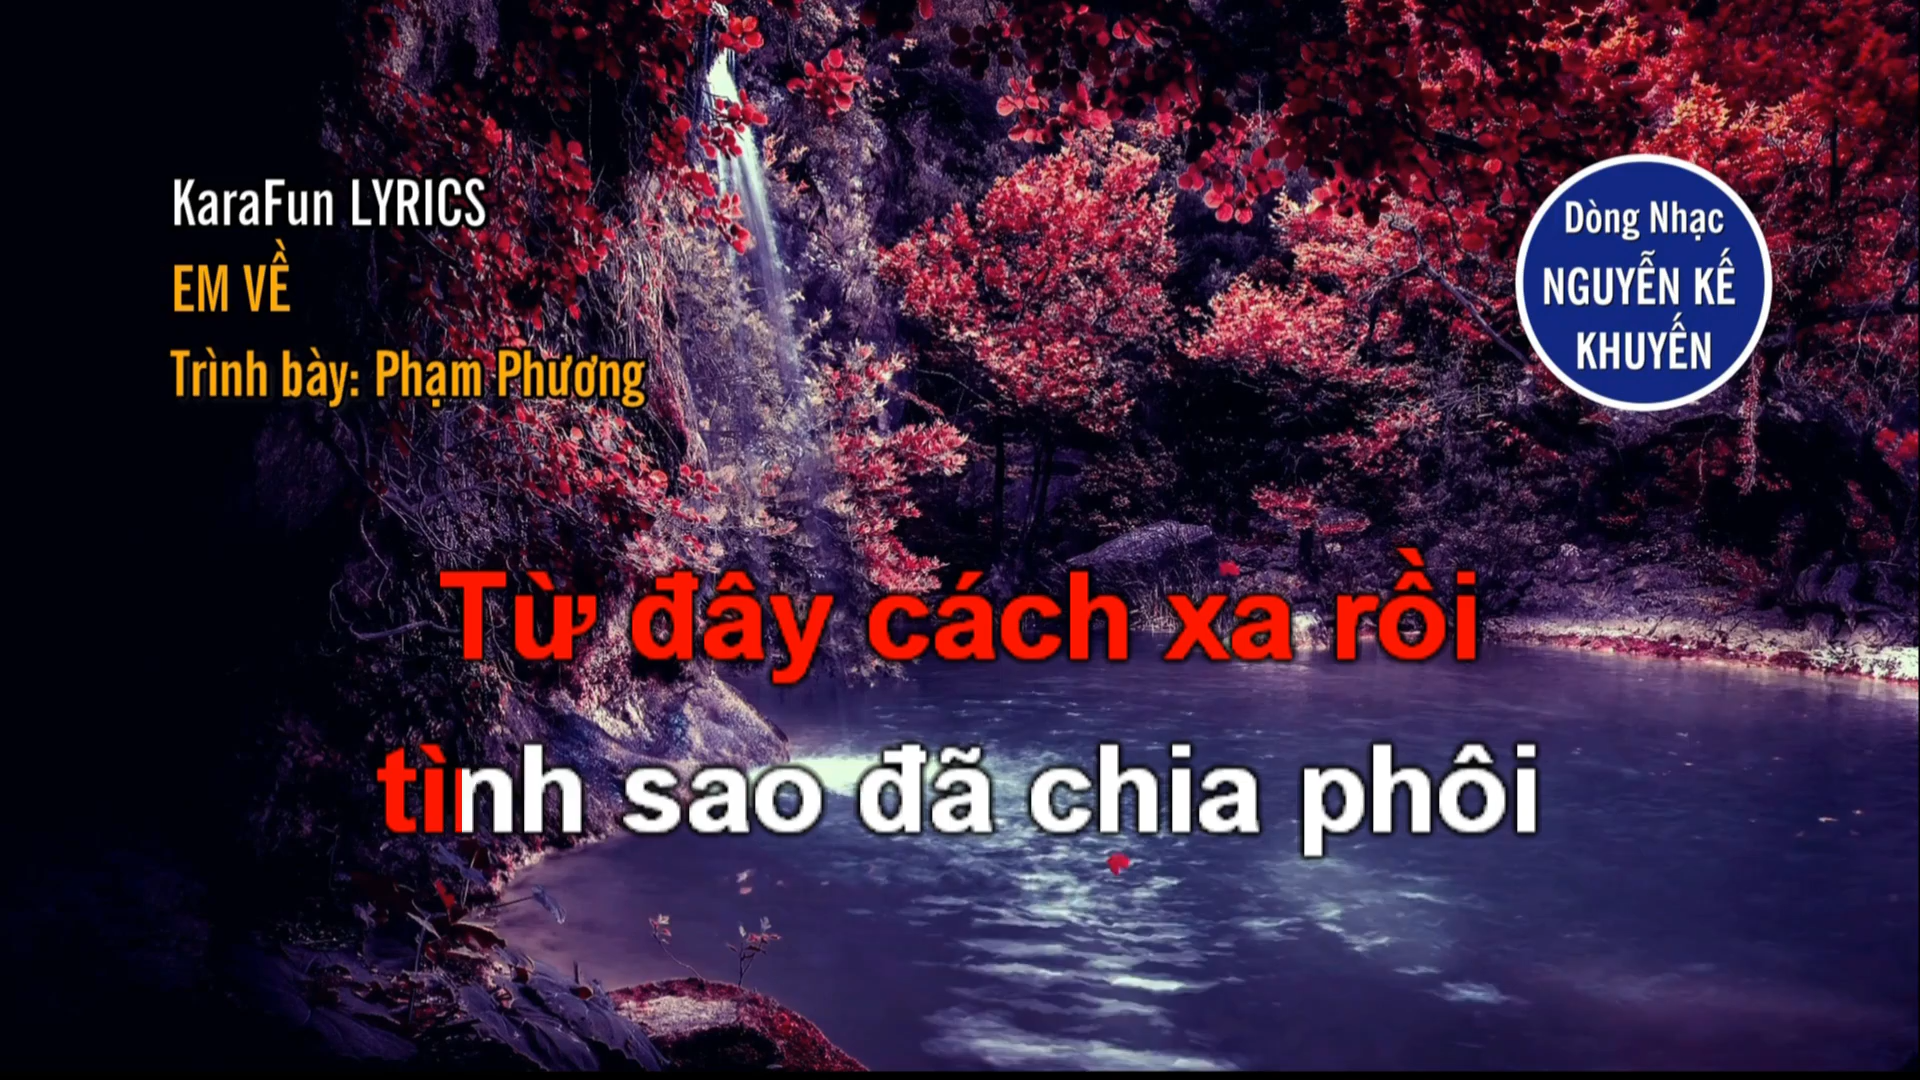 KaraFun LYRICS
EM VỀ
Trình bày: Phạm Phương
Dòng Nhạc
NGUYỄN KẾ
KHUYẾN
Từ đây cách xa rồi
tình sao đã chia phôi